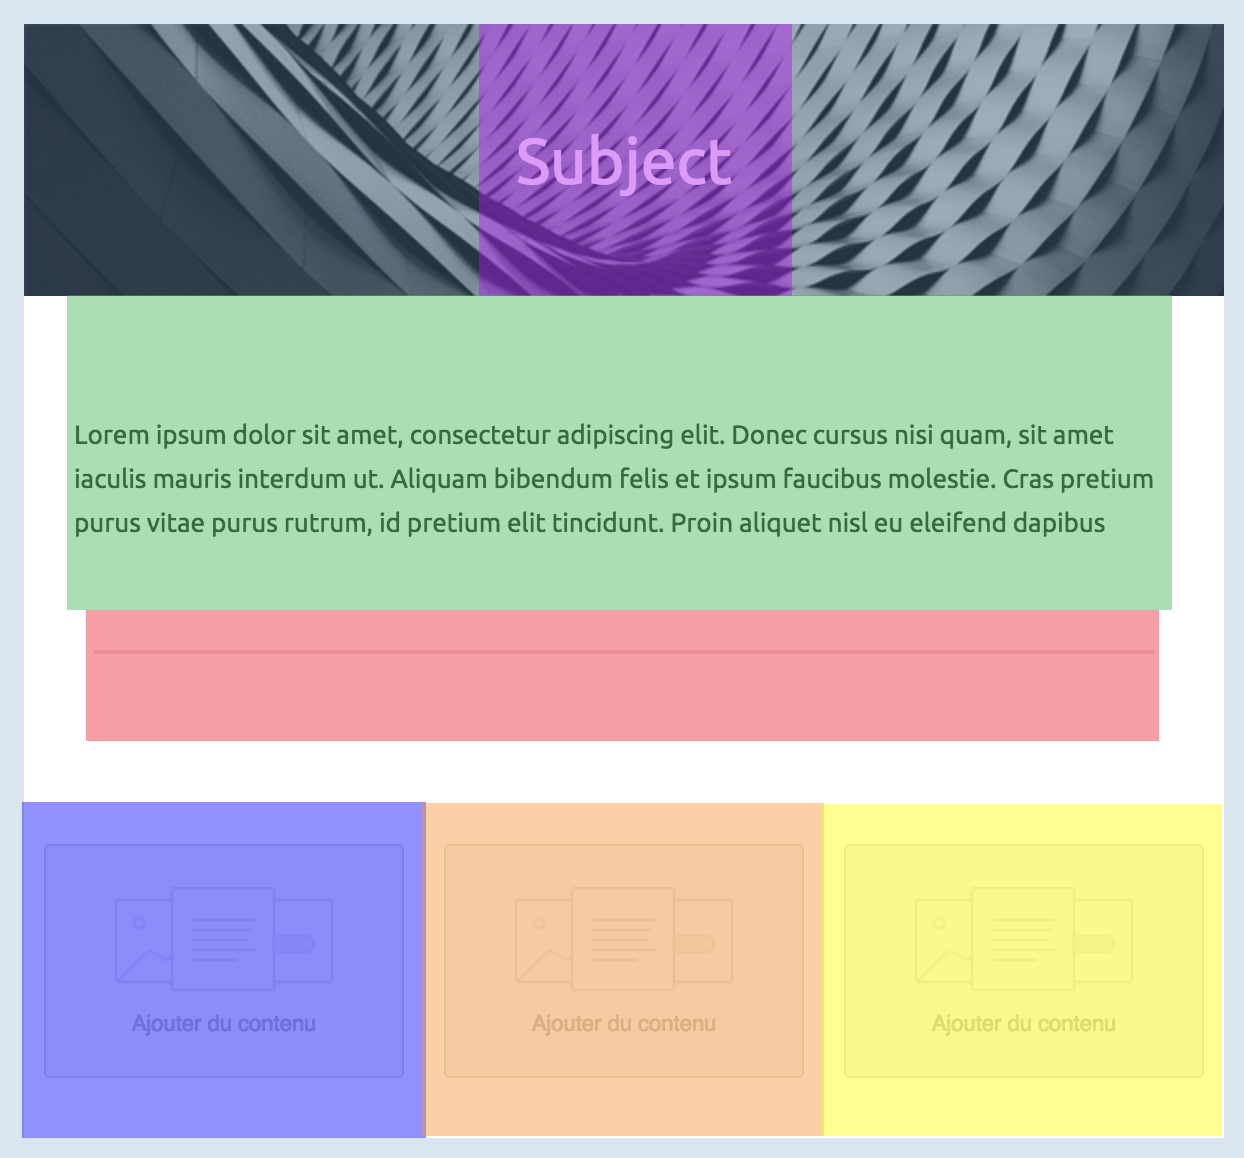 Subject
Lorem ipsum dolor sit amet, consectetur adipiscing elit. Donec cursus nisi quam, sit amet
iaculis mauris interdum ut. Aliquam bibendum felis et ipsum faucibus molestie. Cras pretium
purus vitae purus rutrum, id pretium elit tincidunt. Proin aliquet nisl eu eleifend dapibus
Ajouter du contenu
Ajouter du contenu
Ajouter du contenu